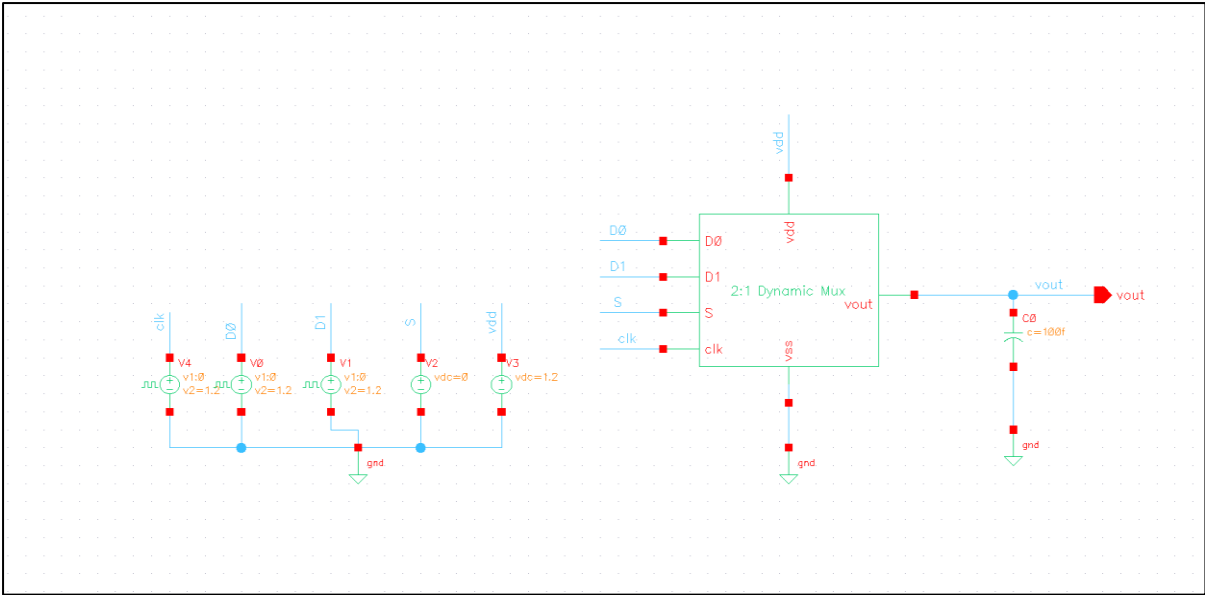 clk
D0
D1
S
vdd
V4
v1:0
v2=1.2
V0
v1:0
v2=1.2
V1
v1:0
v2=1.2
V2
vdc=0
V3
vdc=1.2
gnd
vdd
D0
D1
S
clk
vdd
D0
D1
2:1 Dynamic Mux
vout
S
clk
vss
gnd
vout
vout
C0
c=100f
gnd